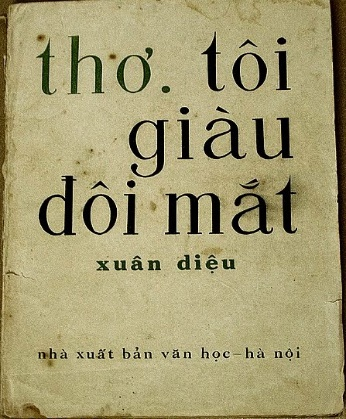 thơ. tôi
giàu
đôi mắt
xuân diệu
nhà xuất bản văn học – hà nội